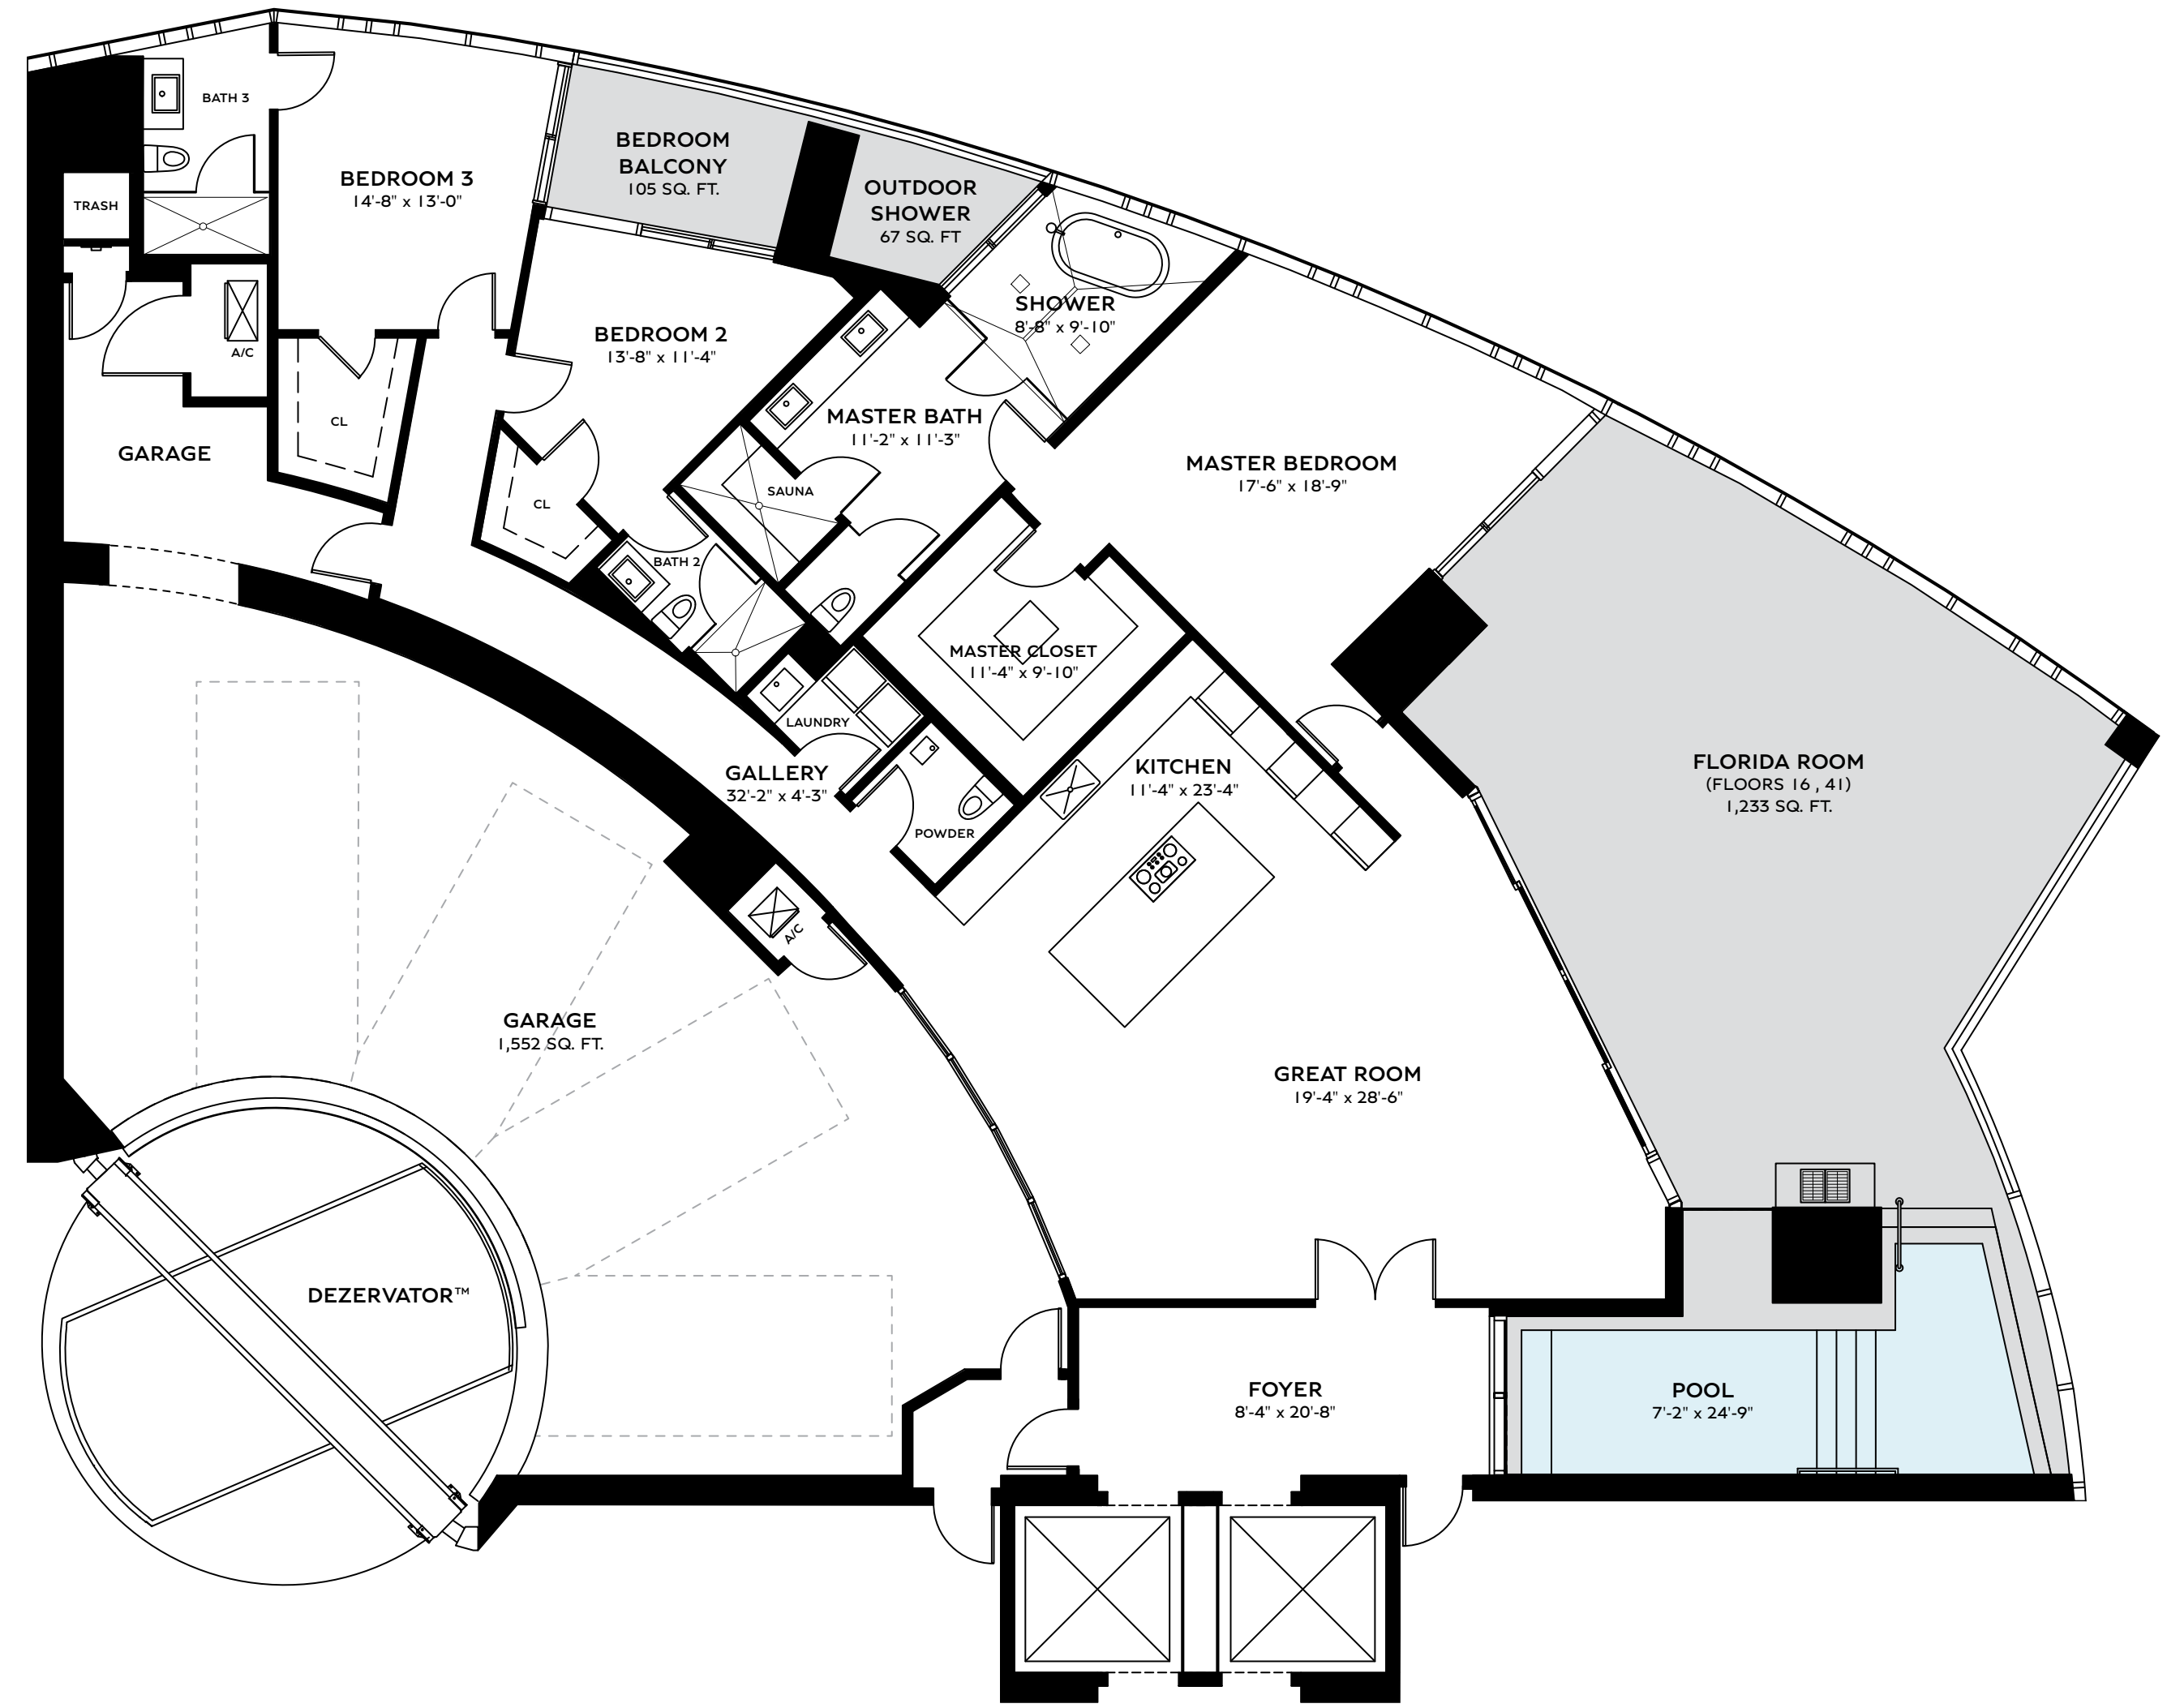 BATH 3
BEDROOM 3
14'-8" x 13'-0"
TRASH
BEDROOM
BALCONY
105 SQ. FT.
OUTDOOR
SHOWER
67 SQ. FT
SHOWER
8'-8" x 9'-10"
A/C
BEDROOM 2
13'-8" x 11'-4"
CL
GARAGE
MASTER BATH
11'-2" x 11'-3"
MASTER BEDROOM
17'-6" x 18'-9"
SAUNA
CL
BATH 2
MASTER CLOSET
11'-4" x 9'-10"
LAUNDRY
GALLERY
32'-2" x 4'-3"
KITCHEN
11'-4" x 23'-4"
FLORIDA ROOM
(FLOORS 16 , 41)
1,233 SQ. FT.
POWDER
A/C
GARAGE
1,552 SQ. FT.
GREAT ROOM
19'-4" x 28'-6"
DEZERVATOR™
FOYER
8'-4" x 20'-8"
POOL
7'-2" x 24'-9"